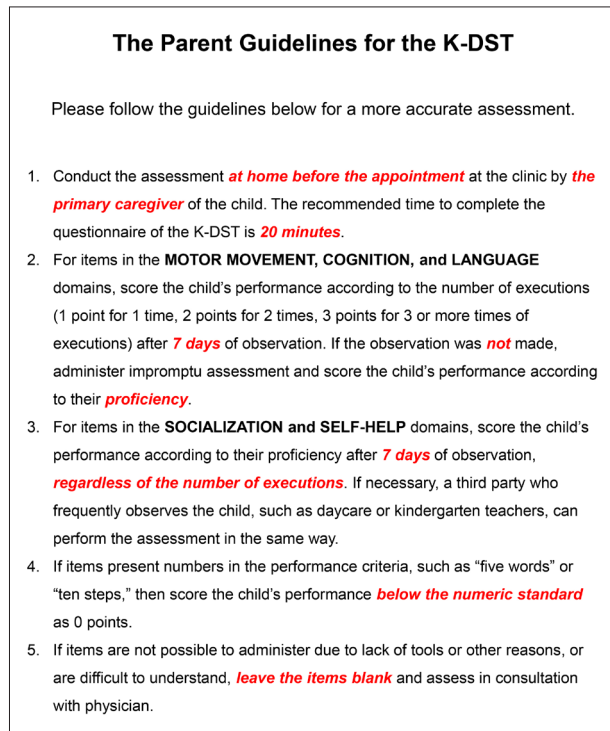 The Parent Guidelines for the K-DST
Please follow the guidelines below for a more accurate assessment.
1. Conduct the assessment at home before the appointment at the clinic by the
primary caregiver of the child. The recommended time to complete the
questionnaire of the K-DST is 20 minutes.
2. For items in the MOTOR MOVEMENT, COGNITION, and LANGUAGE
domains, score the child’s performance according to the number of executions
(1 point for 1 time, 2 points for 2 times, 3 points for 3 or more times of
executions) after 7 days of observation. If the observation was not made,
administer impromptu assessment and score the child’s performance according
to their proficiency.
3. For items in the SOCIALIZATION and SELF-HELP domains, score the child’s
performance according to their proficiency after 7 days of observation,
regardless of the number of executions. If necessary, a third party who
frequently observes the child, such as daycare or kindergarten teachers, can
perform the assessment in the same way.
4. If items present numbers in the performance criteria, such as “five words” or
“ten steps,” then score the child’s performance below the numeric standard
as 0 points.
5. If items are not possible to administer due to lack of tools or other reasons, or
are difficult to understand, leave the items blank and assess in consultation
with physician.